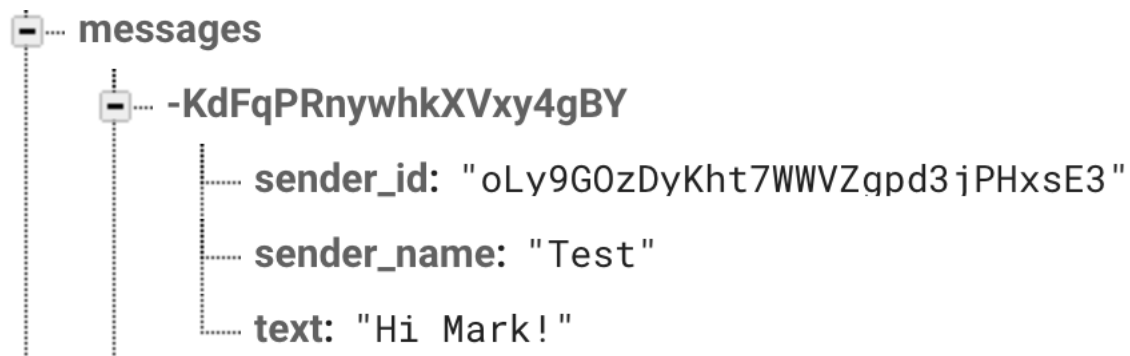 messages
-KdFqPRnywhkXVxy4gBY
sender_id: "oLy9GOzDyKht7WWVZgpd3jPHxsE3"
sender_name: "Test"
text: "Hi Mark!"